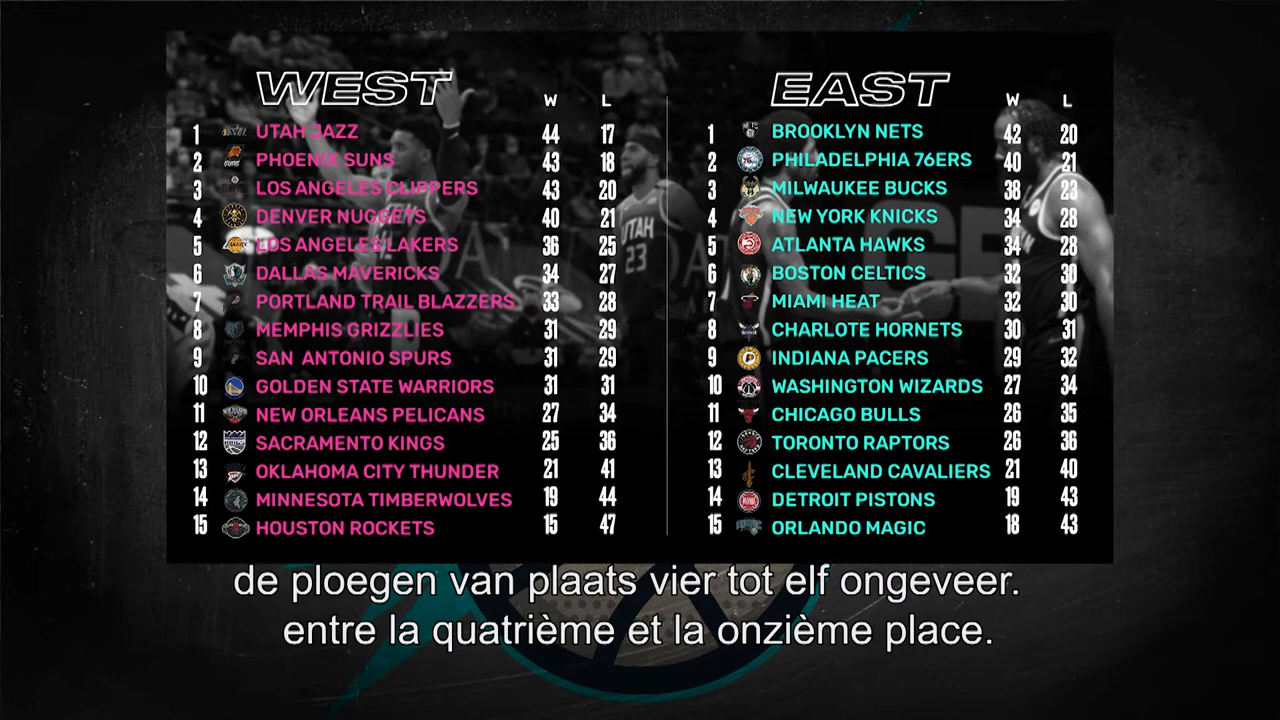 WEST W L
1 UTAH JAZZ 44 17
2 PHOENIX SUNS 43 18
3 LOS ANGELES CLIPPERS 43 20
4 DENVER NUGGETS 40 21
5 LOS ANGELES LAKERS 36 25
6 DALLAS MAVERICKS 34 27
7 PORTLAND TRAIL BLAZZERS 33 28
8 MEMPHIS GRIZZLIES 31 29
9 SAN ANTONIO SPURS 31 29
10 GOLDEN STATE WARRIORS 31 31
11 NEW ORLEANS PELICANS 27 34
12 SACRAMENTO KINGS 25 36
13 OKLAHOMA CITY THUNDER 21 41
14 MINNESOTA TIMBERWOLVES 19 44
15 HOUSTON ROCKETS 15 47
UTAH
23
EAST W L
1 BROOKLYN NETS 42 20
2 PHILADELPHIA 76ERS 40 21
3 MILWAUKEE BUCKS 38 23
4 NEW YORK KNICKS 34 28
5 ATLANTA HAWKS 34 28
6 BOSTON CELTICS 32 30
7 MIAMI HEAT 32 30
8 CHARLOTE HORNETS 30 31
9 INDIANA PACERS 29 32
10 WASHINGTON WIZARDS 27 34
11 CHICAGO BULLS 26 35
12 TORONTO RAPTORS 26 36
13 CLEVELAND CAVALIERS 21 40
14 DETROIT PISTONS 19 43
15 ORLANDO MAGIC 18 43
de ploegen van plaats vier tot elf ongeveer.
entre la quatrième et la onzième place.